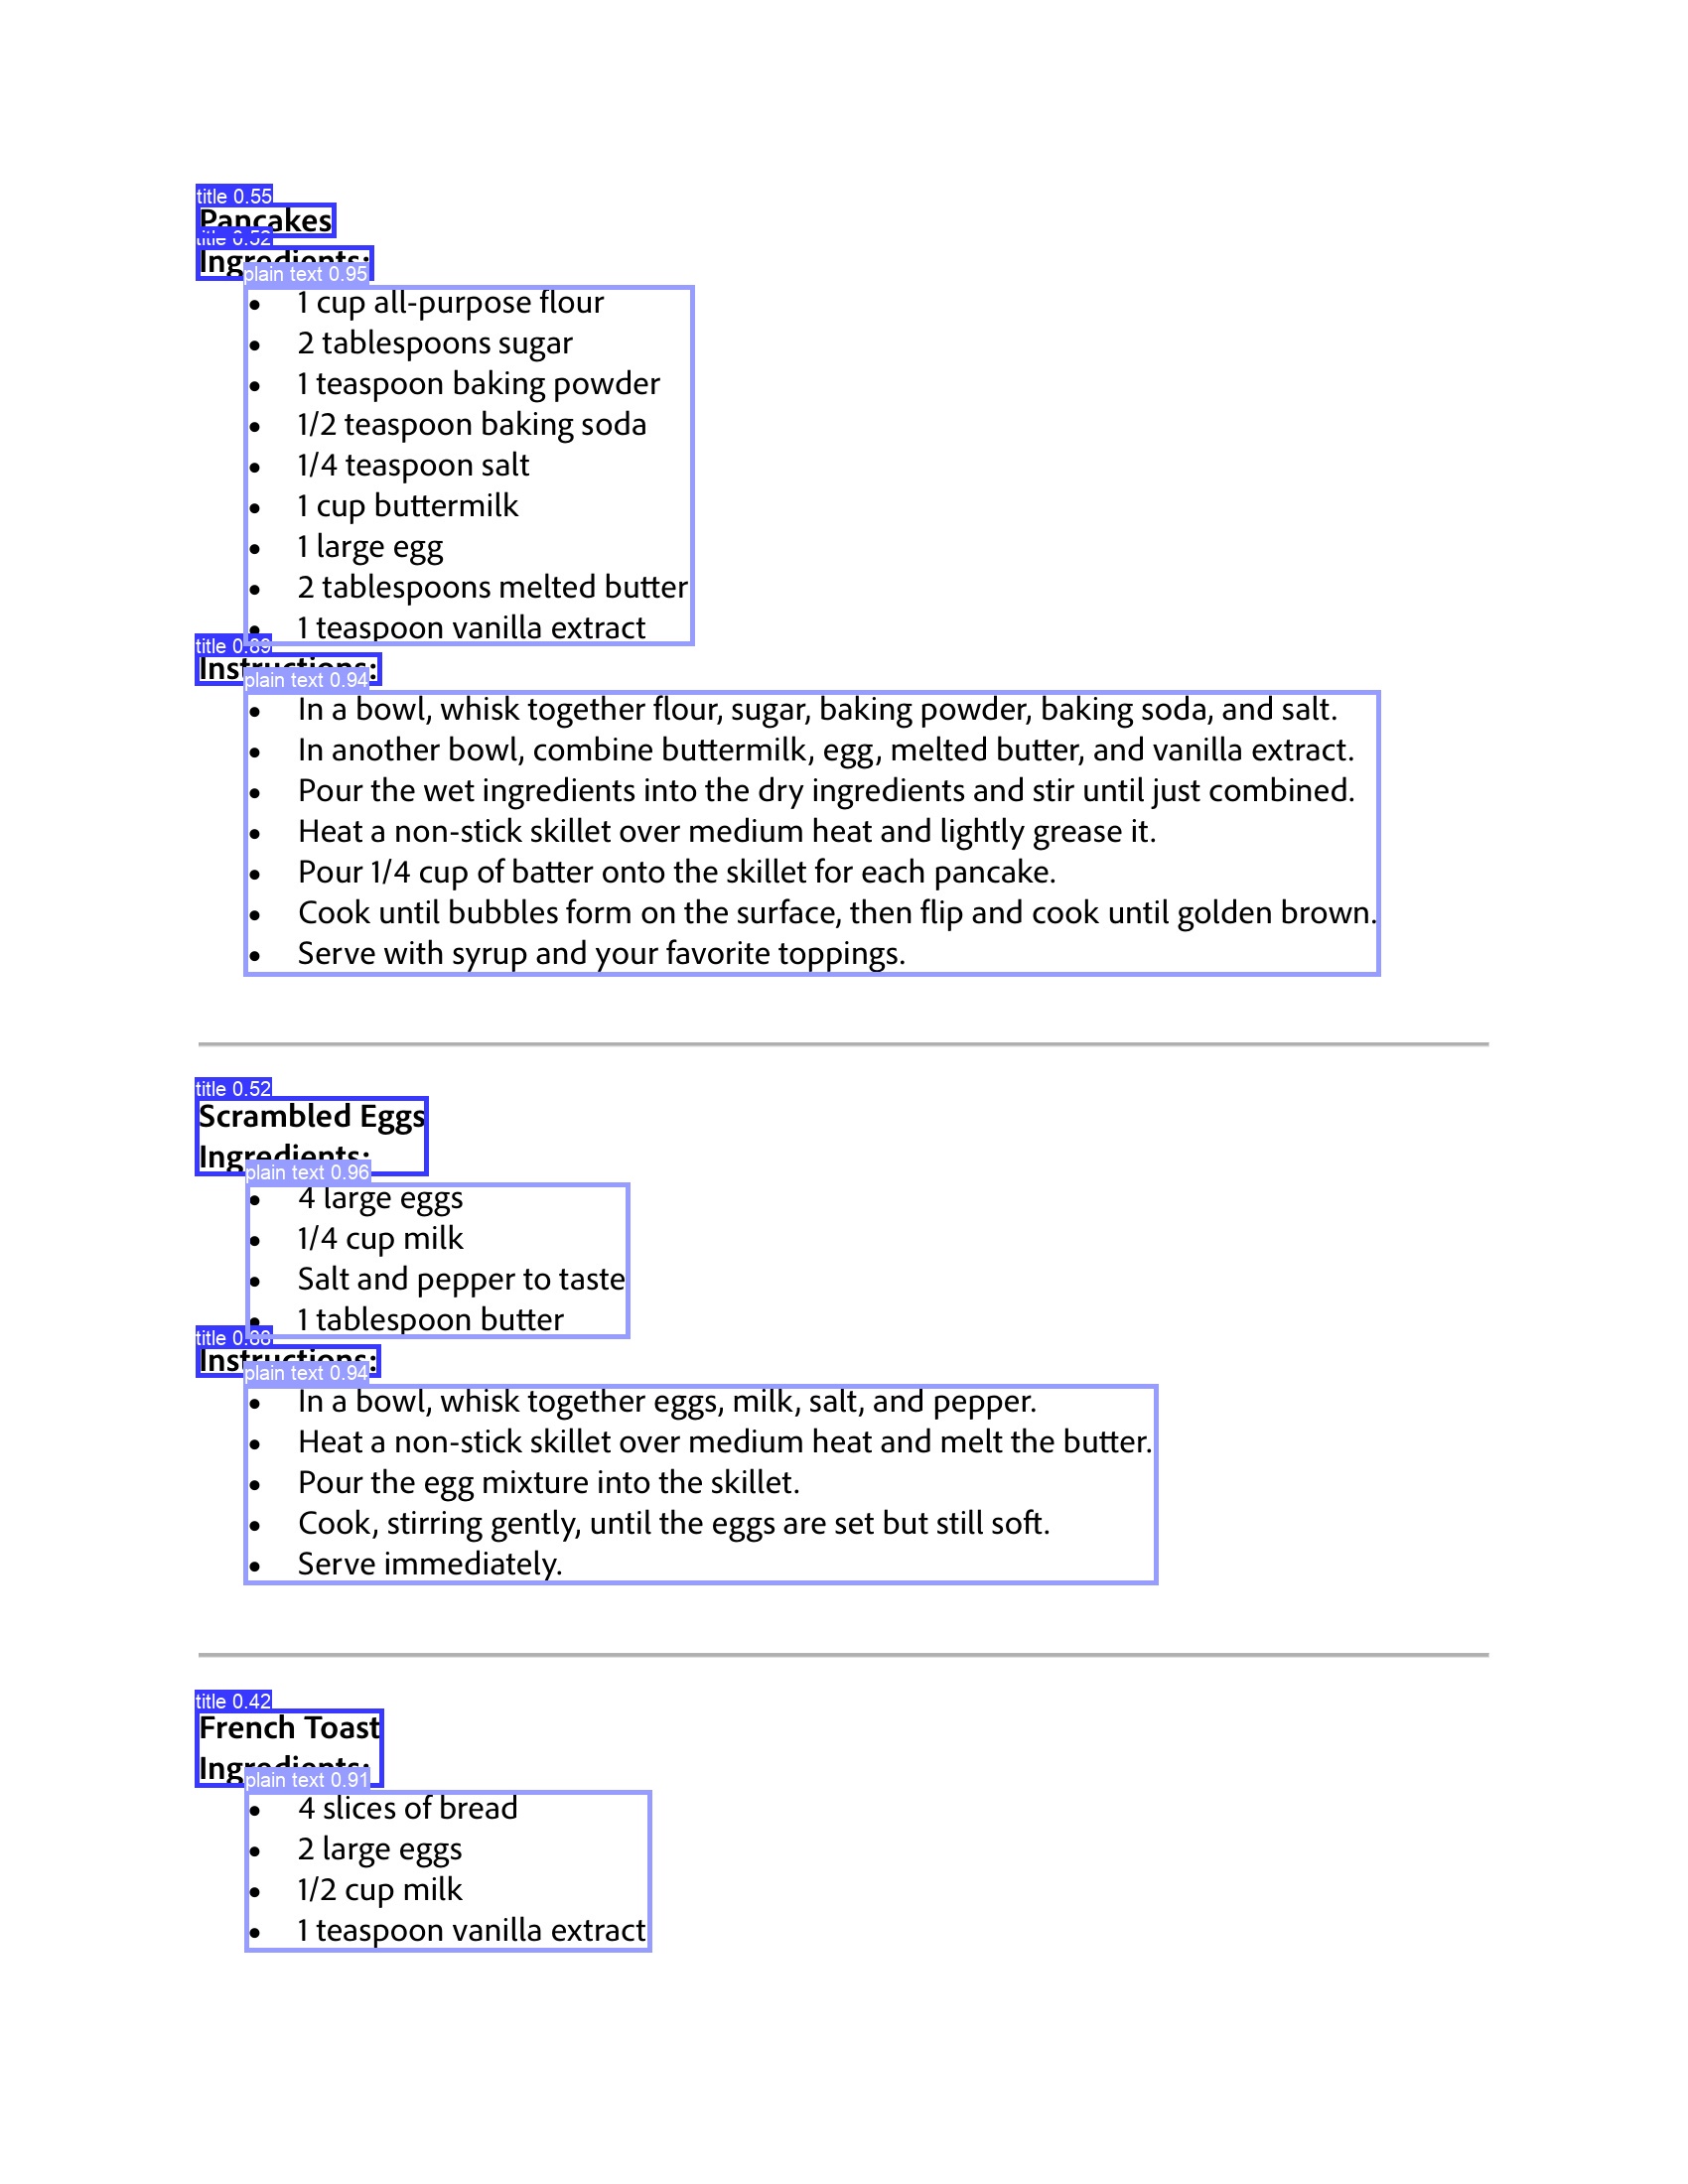 title 0.55
Pancakes
title 0.52
Ingredients:
plain text 0.95
• 1 cup all-purpose flour
• 2 tablespoons sugar
• 1 teaspoon baking powder
• 1/2 teaspoon baking soda
• 1/4 teaspoon salt
• 1 cup buttermilk
• 1 large egg
• 2 tablespoons melted butter
• 1 teaspoon vanilla extract
title 0.89
Instructions:
plain text 0.94
• In a bowl, whisk together flour, sugar, baking powder, baking soda, and salt.
• In another bowl, combine buttermilk, egg, melted butter, and vanilla extract.
• Pour the wet ingredients into the dry ingredients and stir until just combined.
• Heat a non-stick skillet over medium heat and lightly grease it.
• Pour 1/4 cup of batter onto the skillet for each pancake.
• Cook until bubbles form on the surface, then flip and cook until golden brown.
• Serve with syrup and your favorite toppings.
title 0.52
Scrambled Eggs
Ingredients:
plain text 0.96
• 4 large eggs
• 1/4 cup milk
• Salt and pepper to taste
• 1 tablespoon butter
title
Instructions:
plain text 0.94
• In a bowl, whisk together eggs, milk, salt, and pepper.
• Heat a non-stick skillet over medium heat and melt the butter.
• Pour the egg mixture into the skillet.
• Cook, stirring gently, until the eggs are set but still soft.
• Serve immediately.
title 0.42
French Toast
Ingredients:
plain text 0.91
• 4 slices of bread
• 2 large eggs
• 1/2 cup milk
• 1 teaspoon vanilla extract